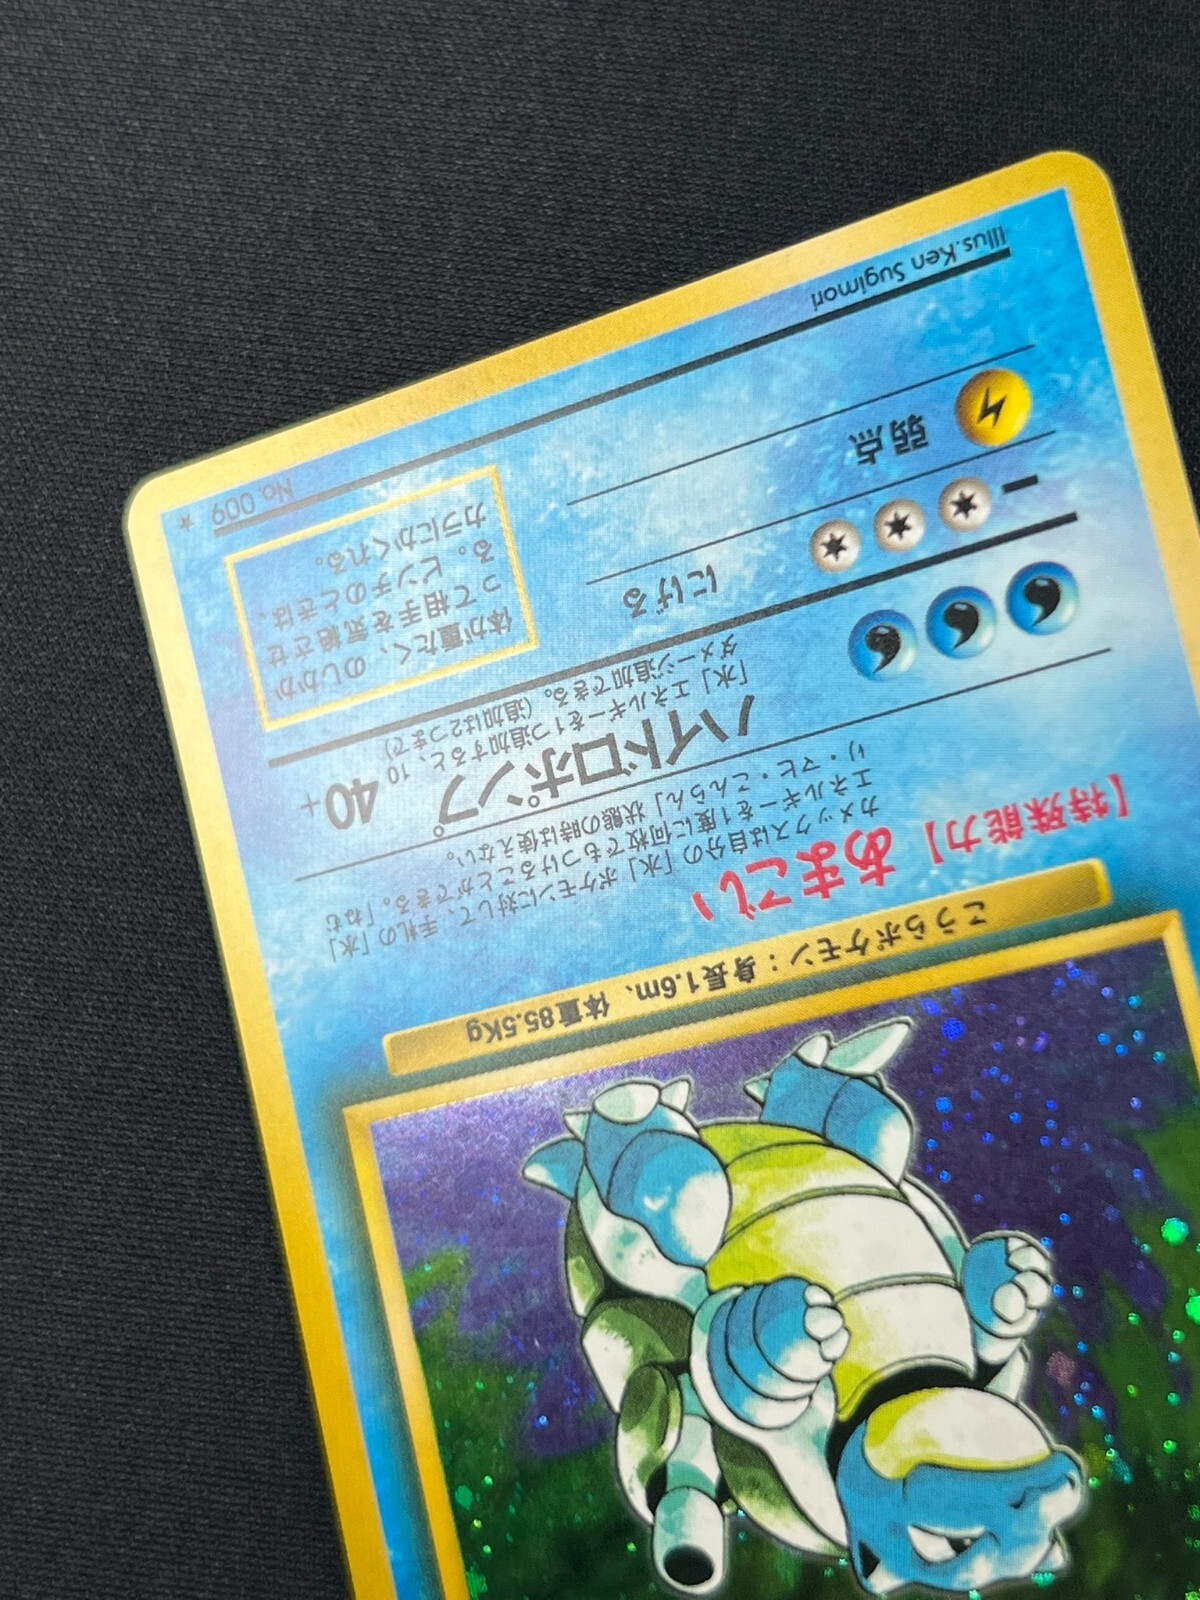 こうらポケモン：身長1.6m、体重85.5Kg
【特殊能力】あまごい
カメックスは自分の「水」ポケモンに対して、手札の「水」
エネルギーを1度に何枚でもつけることができる。「ねむ
り・マヒ・こんらん」状態の時は使えない。
ハイドロポンプ 40+
「水」エネルギーを1つ追加すると、10
ダメージ追加できる。（追加は2つまで）
にげる
弱点
体が重たく、のしかか
って相手を気絶させ
る。 ピンチのときは、
カラにかくれる。
Illus.Ken Sugimori
No. 009 ★